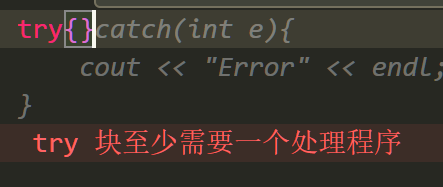 try{}catch(int e){
    cout << "Error" << endl;
}
try 块至少需要一个处理程序